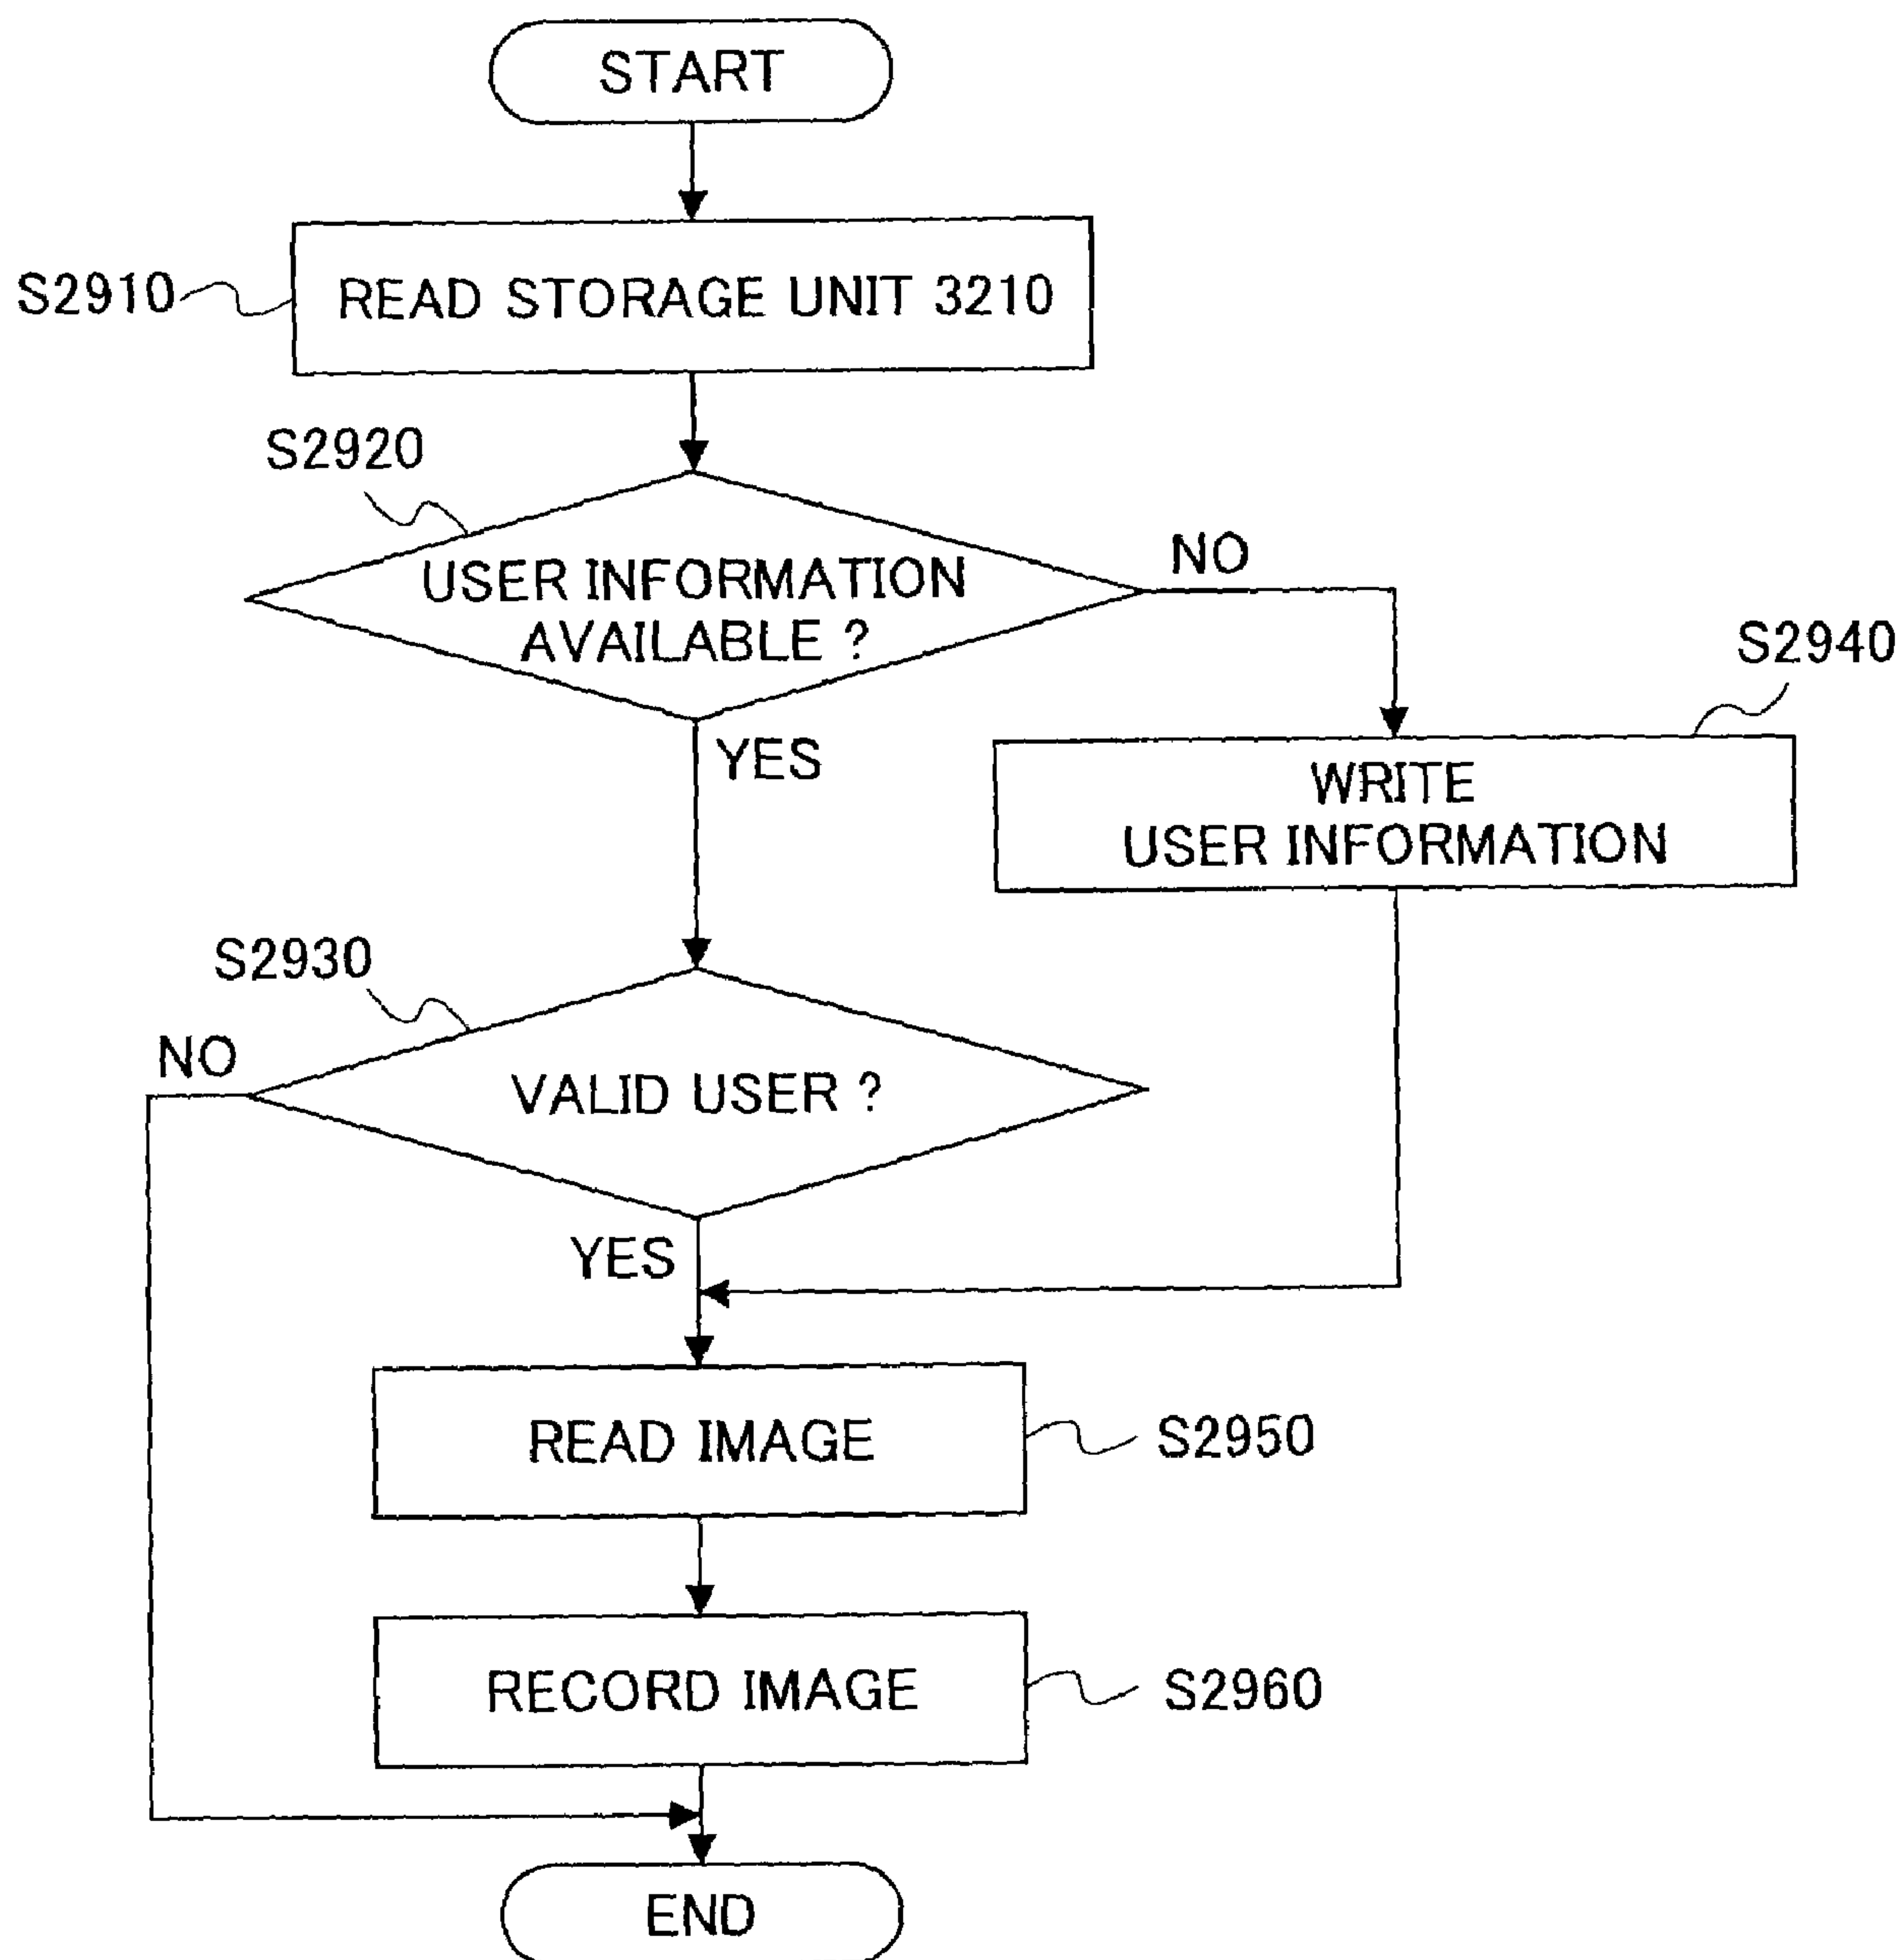 START
S2910
READ STORAGE UNIT 3210
S2920
USER INFORMATION
AVAILABLE ?
NO
YES
S2940
WRITE
USER INFORMATION
S2930
NO
VALID USER ?
YES
READ IMAGE
S2950
RECORD IMAGE
S2960
END